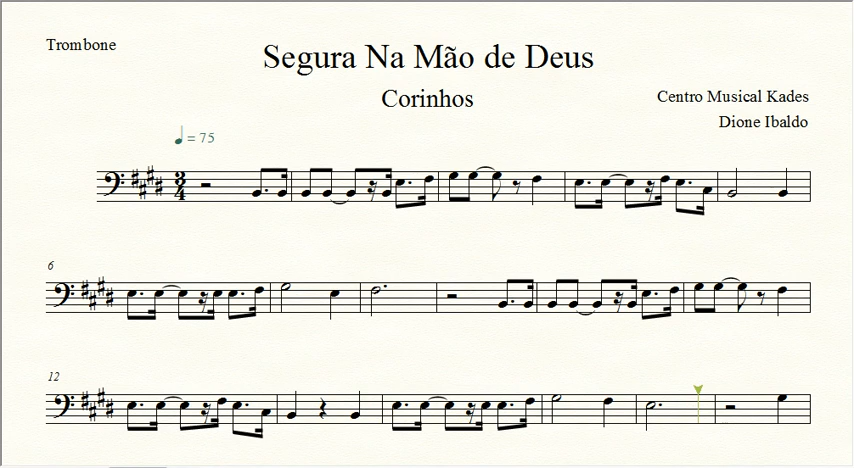 Trombone
Segura Na Mão de Deus
Corinhos
Centro Musical Kades
Dione Ibaldo
= 75
3
4
6
12